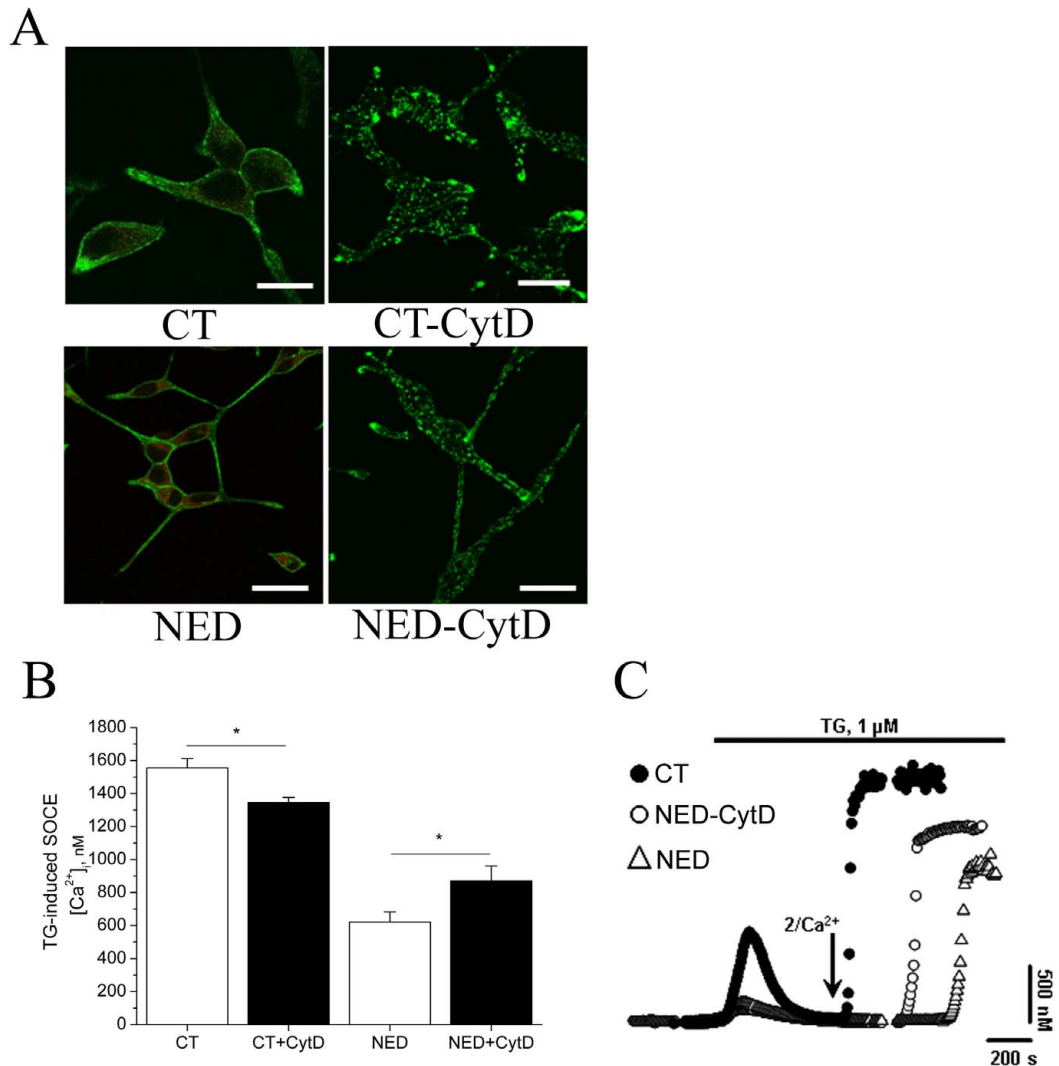 A
CT
CT-CytD
NED
NED-CytD
B
TG-induced SOCE
[Ca²⁺]ᵢ, nM
1800
1600
1400
1200
1000
800
600
400
200
0
*
*
CT
CT+CytD
NED
NED+CytD
C
TG, 1 µM
CT
NED-CytD
NED
2/Ca²⁺
500 nM
200 s